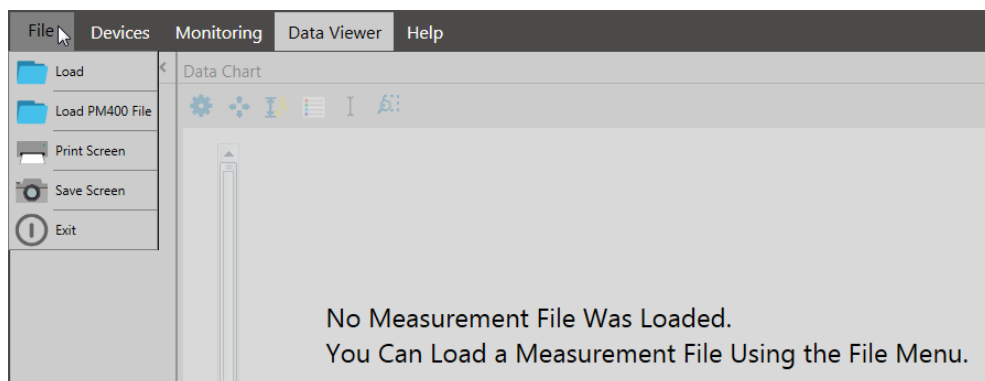 File Devices Monitoring Data Viewer Help
Load
Load PM400 File
Print Screen
Save Screen
Exit
Data Chart
No Measurement File Was Loaded.
You Can Load a Measurement File Using the File Menu.